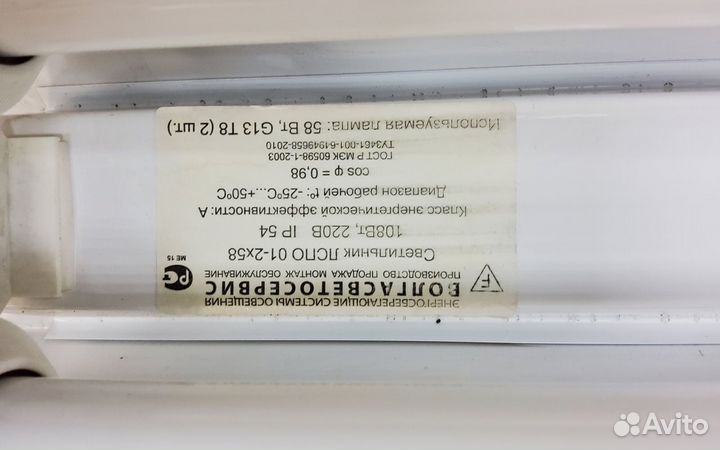 ЭНЕРГОСБЕРЕГАЮЩИЕ СИСТЕМЫ ОСВЕЩЕНИЯ
ВОЛГАСВЕТОСЕРВИС
ПРОИЗВОДСТВО ПРОДАЖА МОНТАЖ ОБСЛУЖИВАНИЕ
F
РС
МЕ 15
Светильник ЛСПО 01-2х58
108Вт, 220В IP 54
Класс энергетической эффективности: А
Диапазон рабочей t°: -25°С...+50°С
cos φ = 0,98
ГОСТ Р МЭК 60598-1-2003
ТУ3461-001-64949658-2010
Используемая лампа: 58 Вт, G13 T8 (2 шт.)
Avito